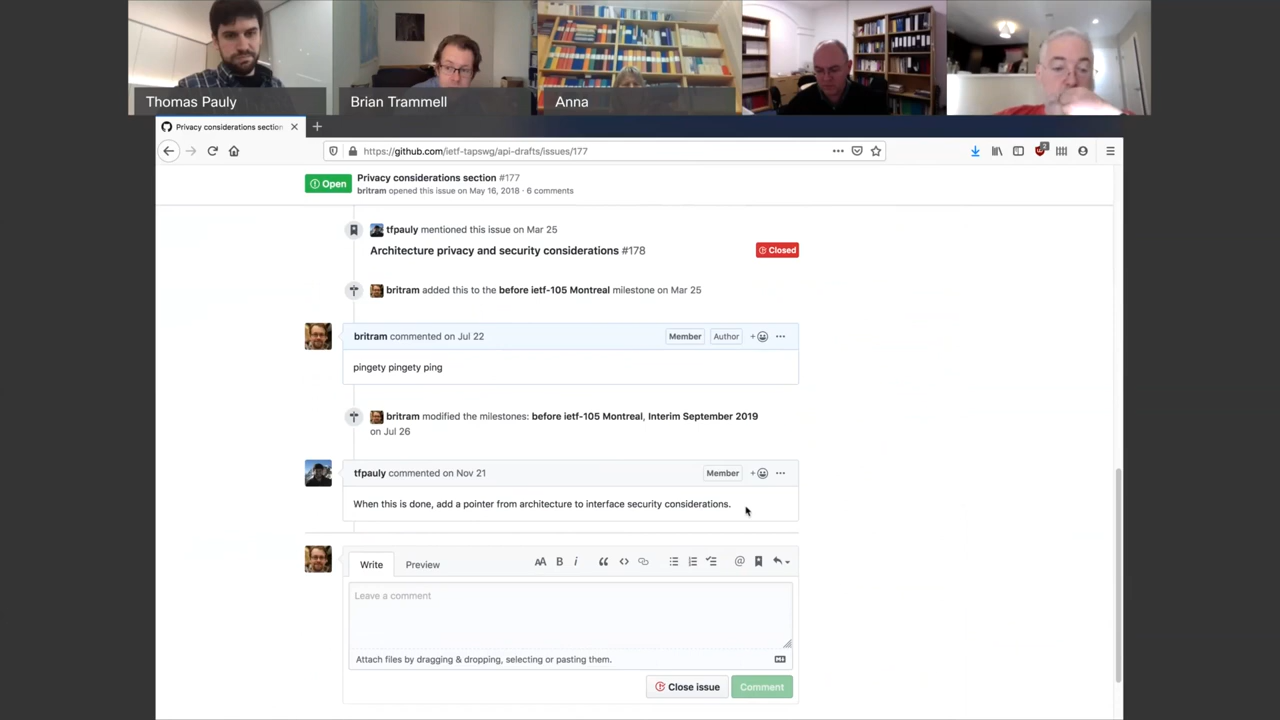 Thomas Pauly
Brian Trammell
Anna
Privacy considerations section
https://github.com/ietf-tapswg/api-drafts/issues/177
2
Open
Privacy considerations section #177
britram opened this issue on May 16, 2018 · 6 comments
tfpauly mentioned this issue on Mar 25
Architecture privacy and security considerations #178
Closed
britram added this to the before ietf-105 Montreal milestone on Mar 25
britram commented on Jul 22
Member
Author
pingety pingety ping
britram modified the milestones: before ietf-105 Montreal, Interim September 2019
on Jul 26
tfpauly commented on Nov 21
Member
When this is done, add a pointer from architecture to interface security considerations.
Write
Preview
AA B i
Leave a comment
Attach files by dragging & dropping, selecting or pasting them.
Close issue
Comment